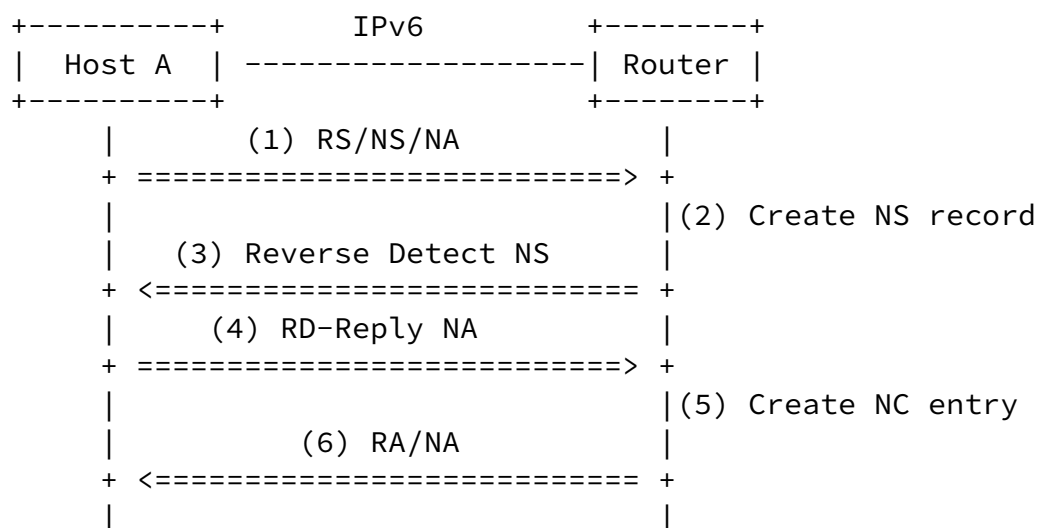 +----------+       IPv6         +--------+
|  Host A  | -------------------| Router |
+----------+                    +--------+
     |       (1) RS/NS/NA           |
     + ===========================> +
     |                              |(2) Create NS record
     |   (3) Reverse Detect NS      |
     + <=========================== +
     |     (4) RD-Reply NA          |
     + ===========================> +
     |                              |(5) Create NC entry
     |          (6) RA/NA           |
     + <=========================== +
     |                              |